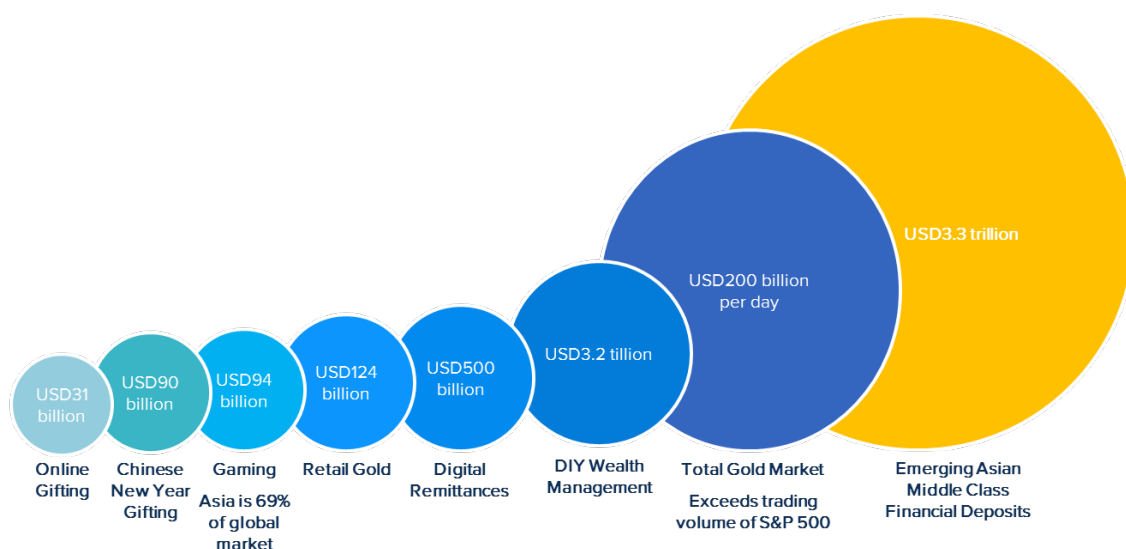 USD31
billion
USD90
billion
USD94
billion
USD124
billion
USD500
billion
USD3.2 tillion
USD200 billion
per day
USD3.3 trillion
Online
Gifting
Chinese
New Year
Gifting
Gaming
Asia is 69%
of global
market
Retail Gold
Digital
Remittances
DIY Wealth
Management
Total Gold Market
Exceeds trading
volume of S&P 500
Emerging Asian
Middle Class
Financial Deposits